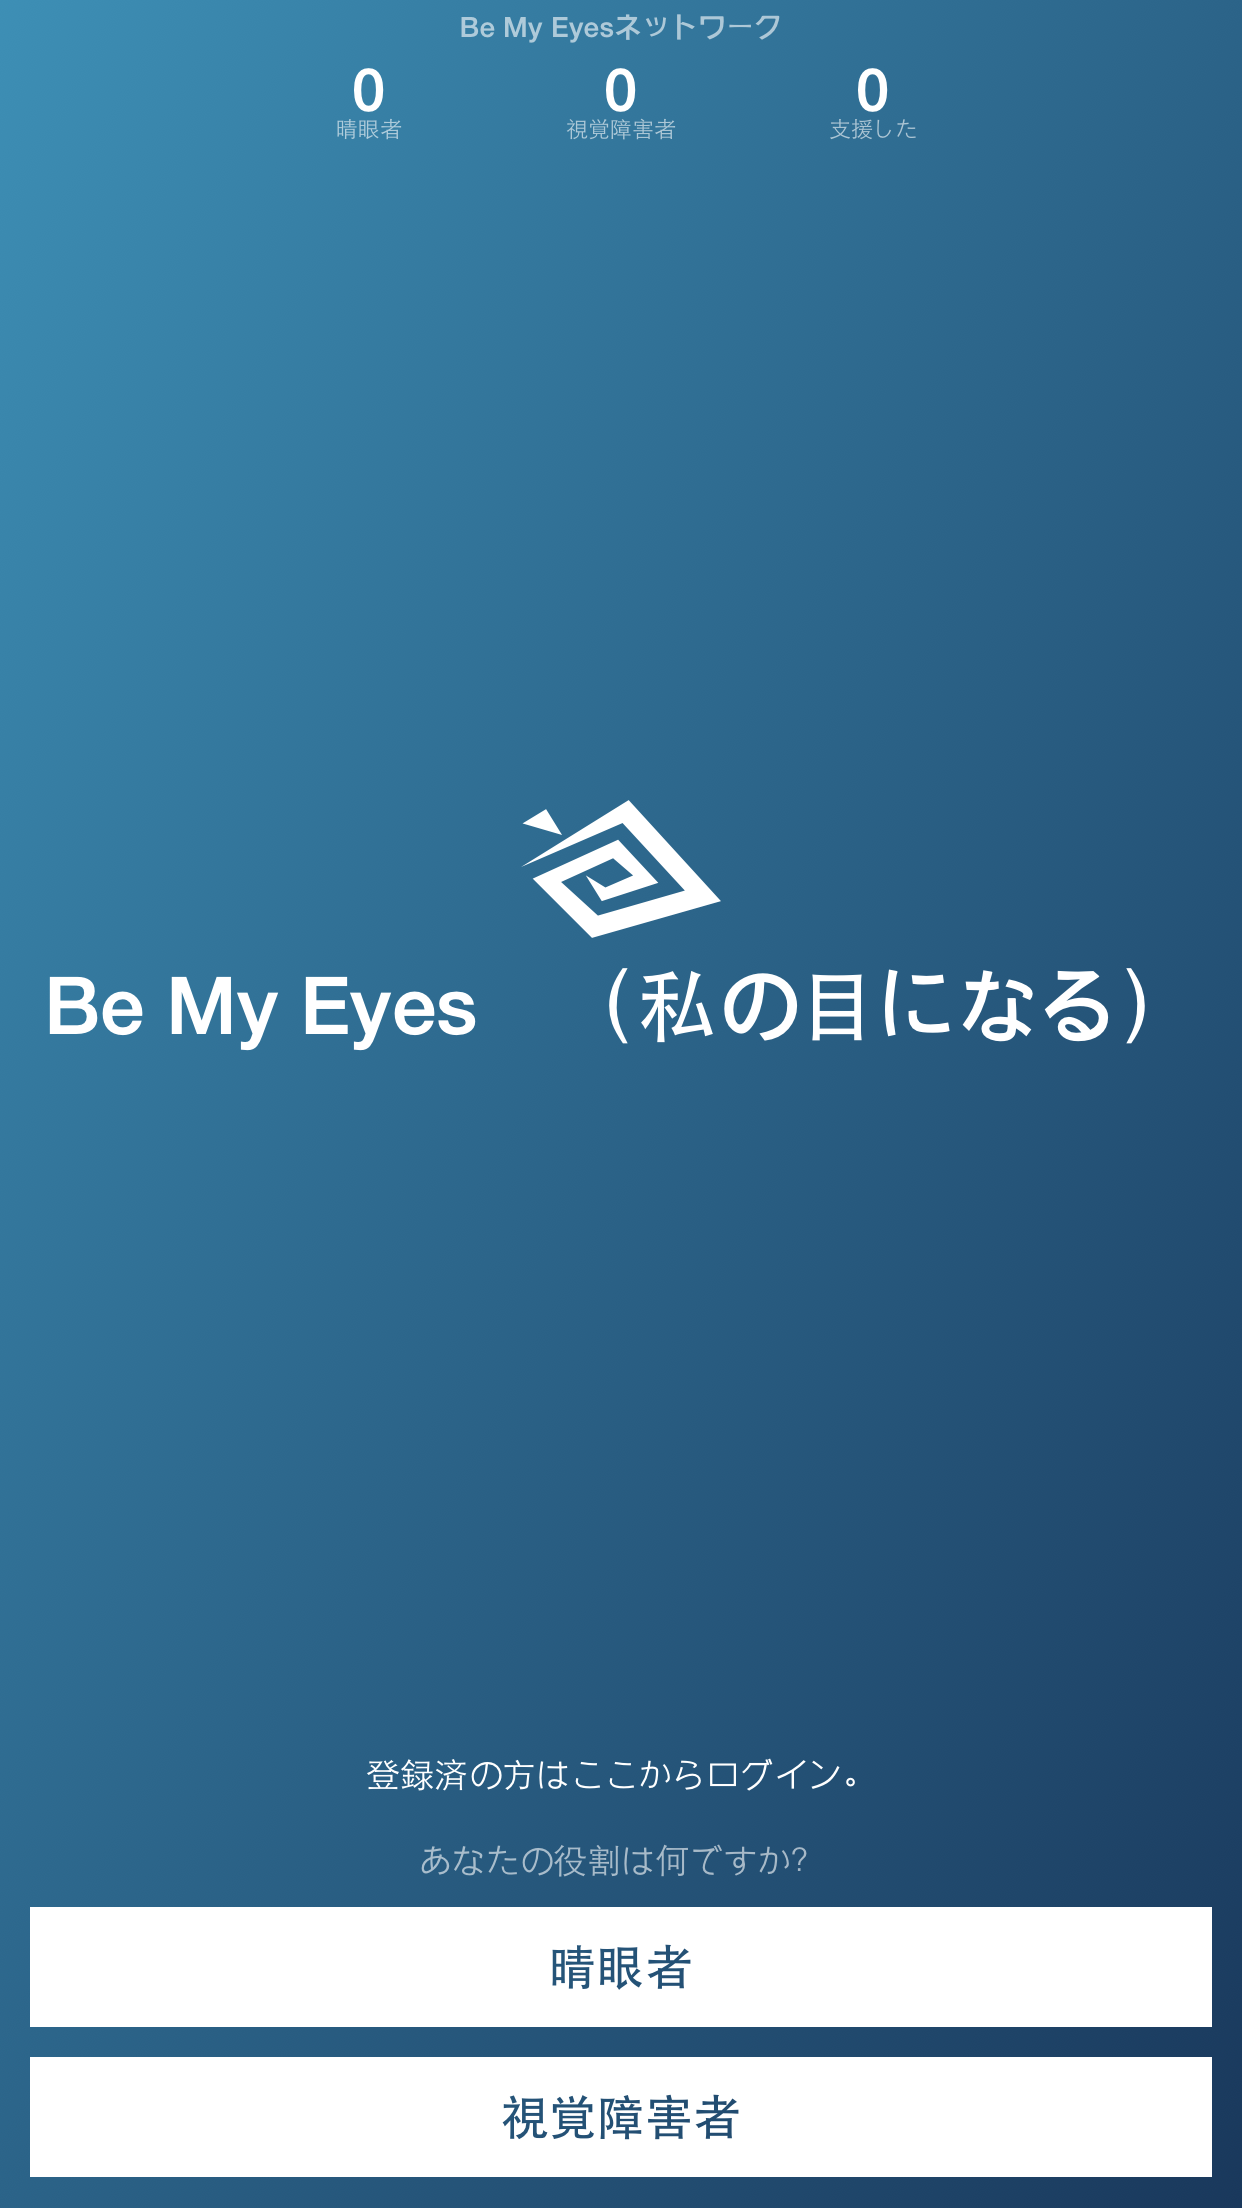 Be My Eyesネットワーク
0 0 0
晴眼者 視覚障害者 支援した
Be My Eyes （私の目になる）
登録済の方はここからログイン。
あなたの役割は何ですか?
晴眼者
視覚障害者